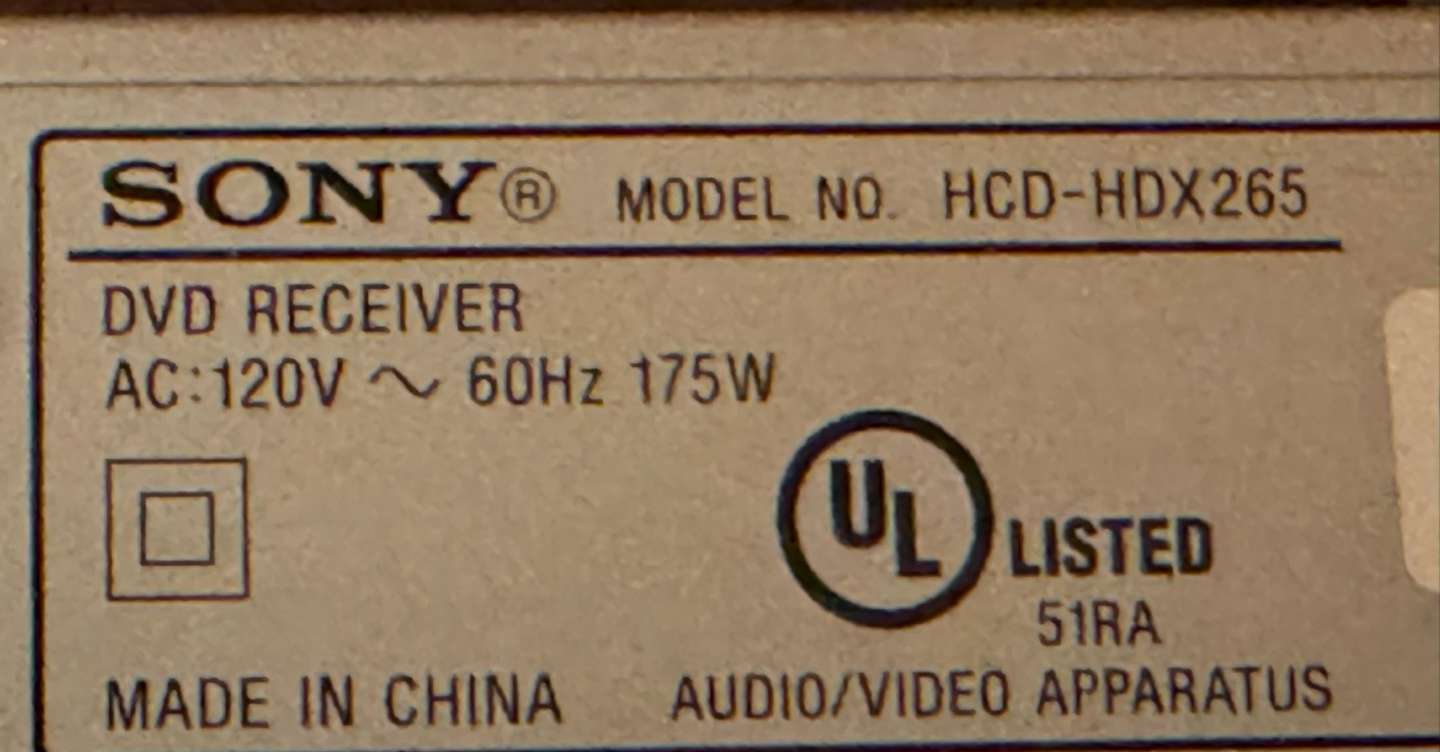 SONY® MODEL NO. HCD-HDX265
DVD RECEIVER
AC:120V ~ 60Hz 175W
UL LISTED
51RA
MADE IN CHINA AUDIO/VIDEO APPARATUS